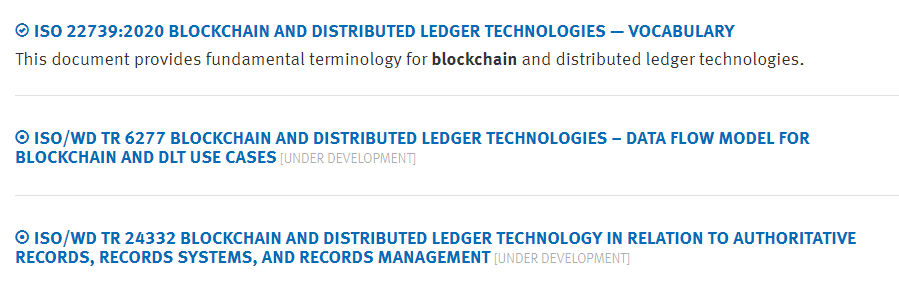 ISO 22739:2020 BLOCKCHAIN AND DISTRIBUTED LEDGER TECHNOLOGIES — VOCABULARY
This document provides fundamental terminology for blockchain and distributed ledger technologies.
ISO/WD TR 6277 BLOCKCHAIN AND DISTRIBUTED LEDGER TECHNOLOGIES – DATA FLOW MODEL FOR
BLOCKCHAIN AND DLT USE CASES [UNDER DEVELOPMENT]
ISO/WD TR 24332 BLOCKCHAIN AND DISTRIBUTED LEDGER TECHNOLOGY IN RELATION TO AUTHORITATIVE
RECORDS, RECORDS SYSTEMS, AND RECORDS MANAGEMENT [UNDER DEVELOPMENT]